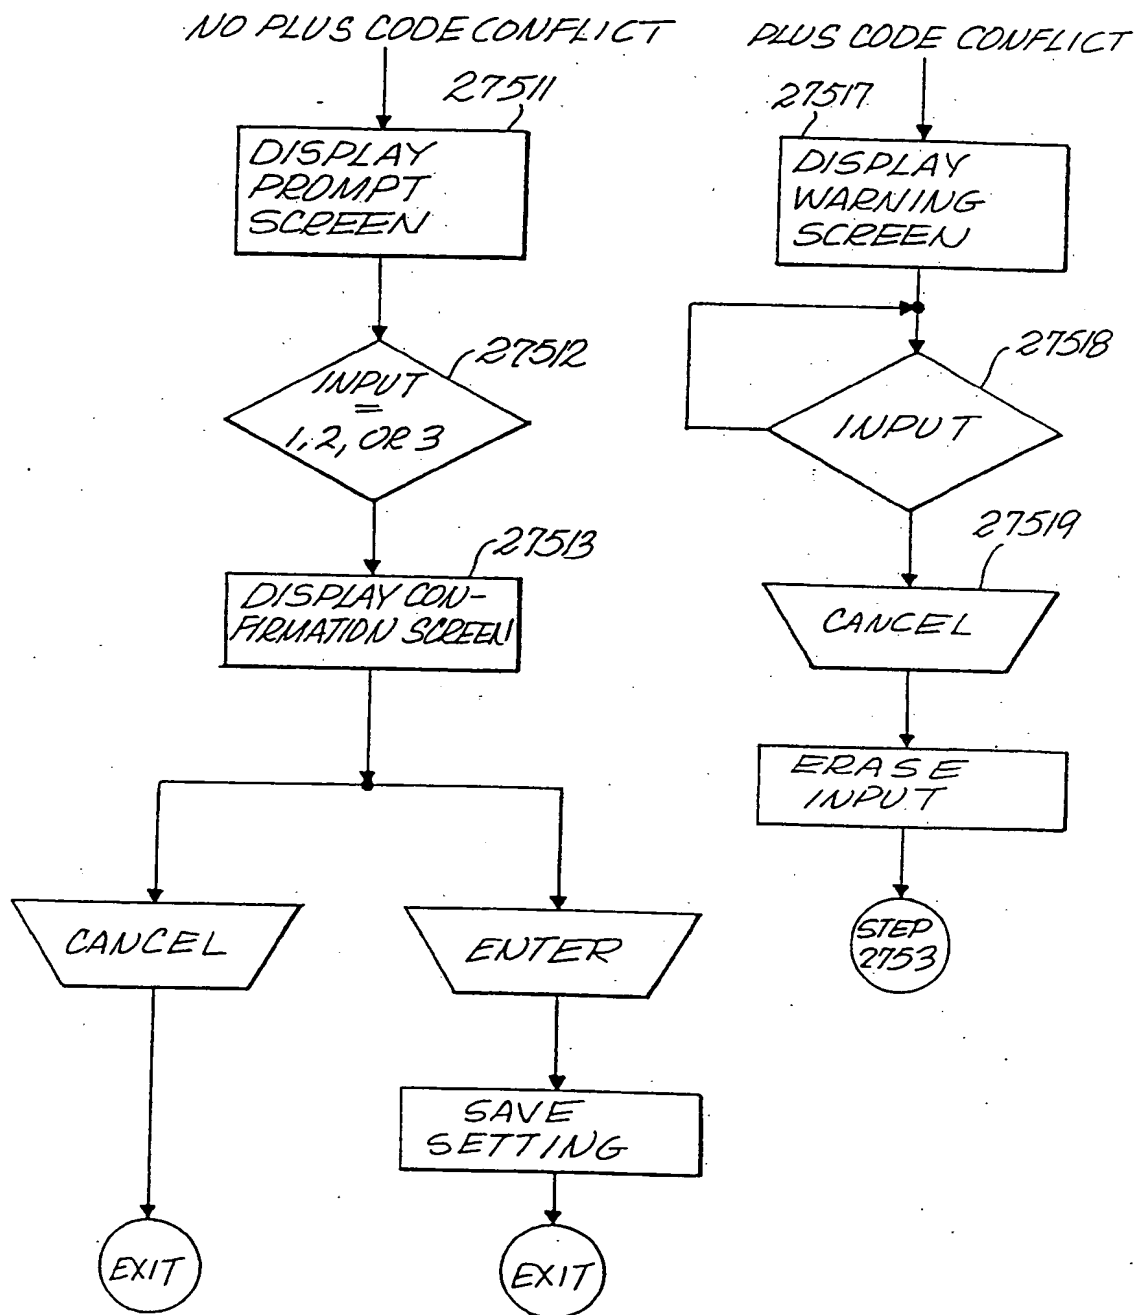 NO PLUS CODE CONFLICT
27511
DISPLAY
PROMPT
SCREEN
INPUT
=
1, 2, OR 3
27512
27513
DISPLAY CON-
FIRMATION SCREEN
CANCEL
ENTER
SAVE
SETTING
EXIT
EXIT
PLUS CODE CONFLICT
27517
DISPLAY
WARNING
SCREEN
27518
INPUT
27519
CANCEL
ERASE
INPUT
STEP
2753